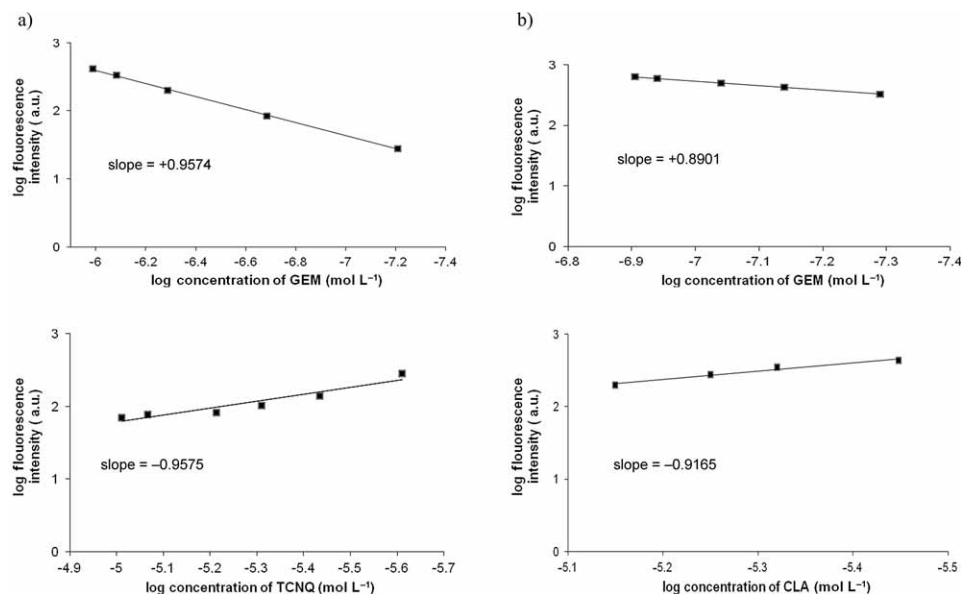 a)
log flouorescence
intensity ( a.u.)
3
2
1
0
slope = +0.9574
-6 -6.2 -6.4 -6.6 -6.8 -7 -7.2 -7.4
log concentration of GEM (mol L⁻¹)
b)
log flouorescence
intensity ( a.u.)
3
2
1
0
slope = +0.8901
-6.8 -6.9 -7 -7.1 -7.2 -7.3 -7.4
log concentration of GEM (mol L⁻¹)
log flouorescence
intensity ( a.u.)
3
2
1
0
slope = –0.9575
-4.9 -5 -5.1 -5.2 -5.3 -5.4 -5.5 -5.6 -5.7
log concentration of TCNQ (mol L⁻¹)
log flouorescence
intensity ( a.u.)
3
2
1
0
slope = –0.9165
-5.1 -5.2 -5.3 -5.4 -5.5
log concentration of CLA (mol L⁻¹)